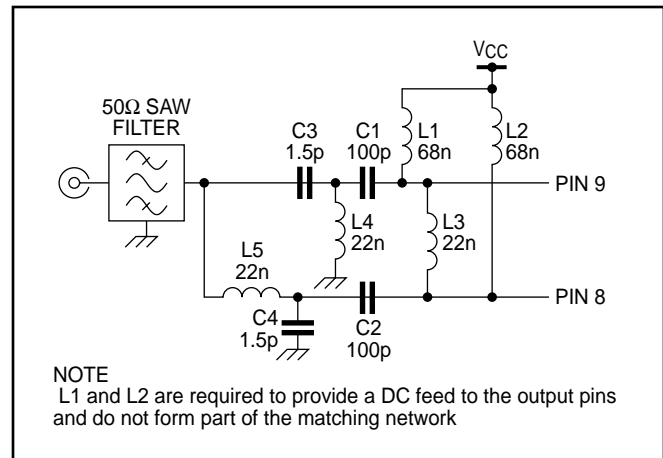 VCC
50Ω SAW
FILTER
C3
1.5p
C1
100p
L1
68n
L2
68n
PIN 9
L4
22n
L3
22n
L5
22n
PIN 8
C4
1.5p
C2
100p
NOTE
L1 and L2 are required to provide a DC feed to the output pins
and do not form part of the matching network